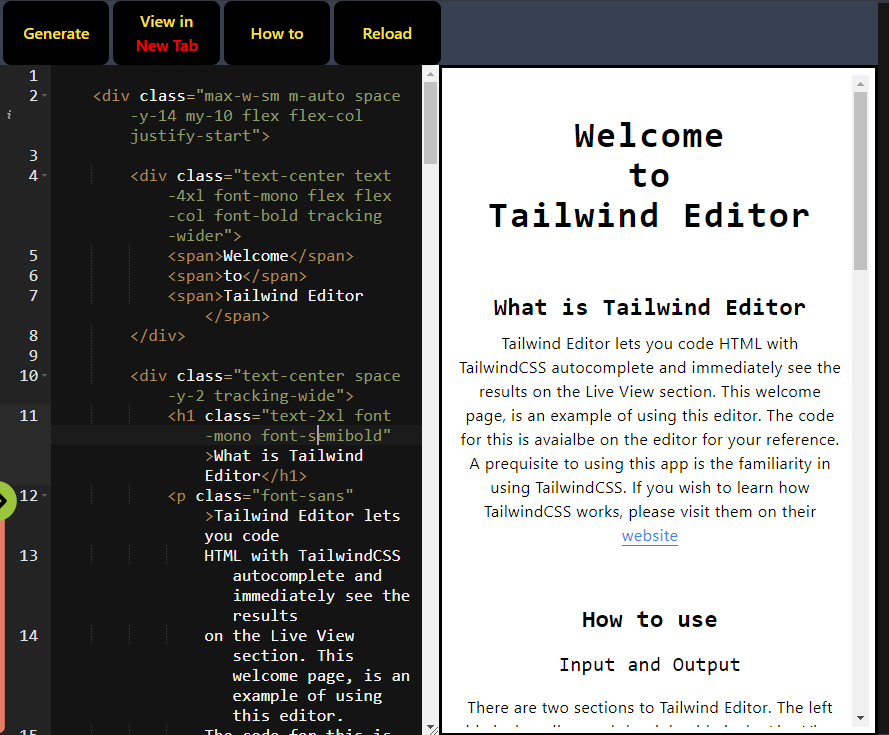 Generate
View in
New Tab
How to
Reload
1
2 <div class="max-w-sm m-auto space
-y-14 my-10 flex flex-col
justify-start">
3
4 <div class="text-center text
-4xl font-mono flex flex
-col font-bold tracking
-wider">
5 <span>Welcome</span>
6 <span>to</span>
7 <span>Tailwind Editor
</span>
8 </div>
9
10 <div class="text-center space
-y-2 tracking-wide">
11 <h1 class="text-2xl font
-mono font-semibold"
>What is Tailwind
Editor</h1>
12 <p class="font-sans"
>Tailwind Editor lets
you code
13 HTML with TailwindCSS
autocomplete and
immediately see the
results
14 on the Live View
section. This
welcome page, is an
example of using
this editor.
15 The code for this is
Welcome
to
Tailwind Editor
What is Tailwind Editor
Tailwind Editor lets you code HTML with
TailwindCSS autocomplete and immediately see the
results on the Live View section. This welcome
page, is an example of using this editor. The code
for this is avaialbe on the editor for your reference.
A prequisite to using this app is the familiarity in
using TailwindCSS. If you wish to learn how
TailwindCSS works, please visit them on their
website
How to use
Input and Output
There are two sections to Tailwind Editor. The left